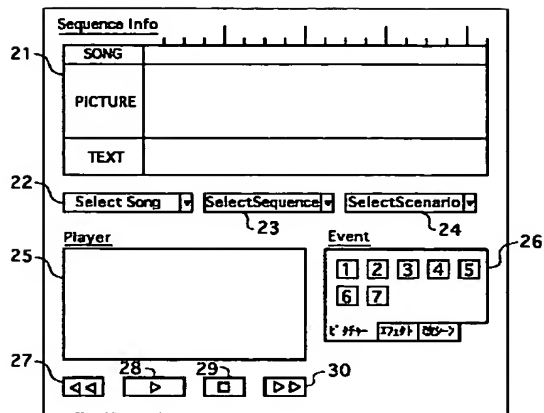 Sequence Info
21
SONG
PICTURE
TEXT
22
Select Song
SelectSequence
SelectScenario
23
24
Player
Event
25
26
1 2 3 4 5
6 7
ピクチャー
エフェクト
27
28
29
30